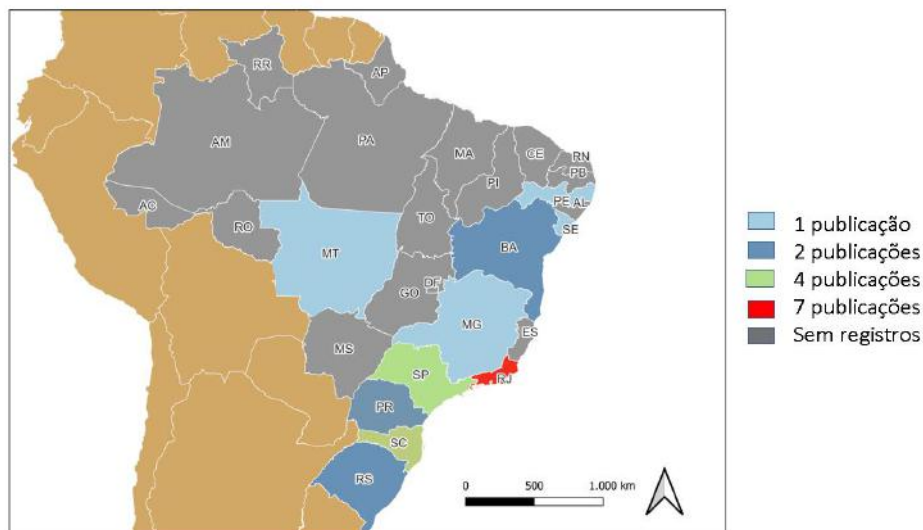 RR
AP
AM
PA
MA
CE
RN
PB
PI
PE
AL
AC
TO
SE
RO
BA
MT
DF
GO
MG
ES
MS
SP
RJ
PR
SC
RS
1 publicação
2 publicações
4 publicações
7 publicações
Sem registros
0 500 1.000 km